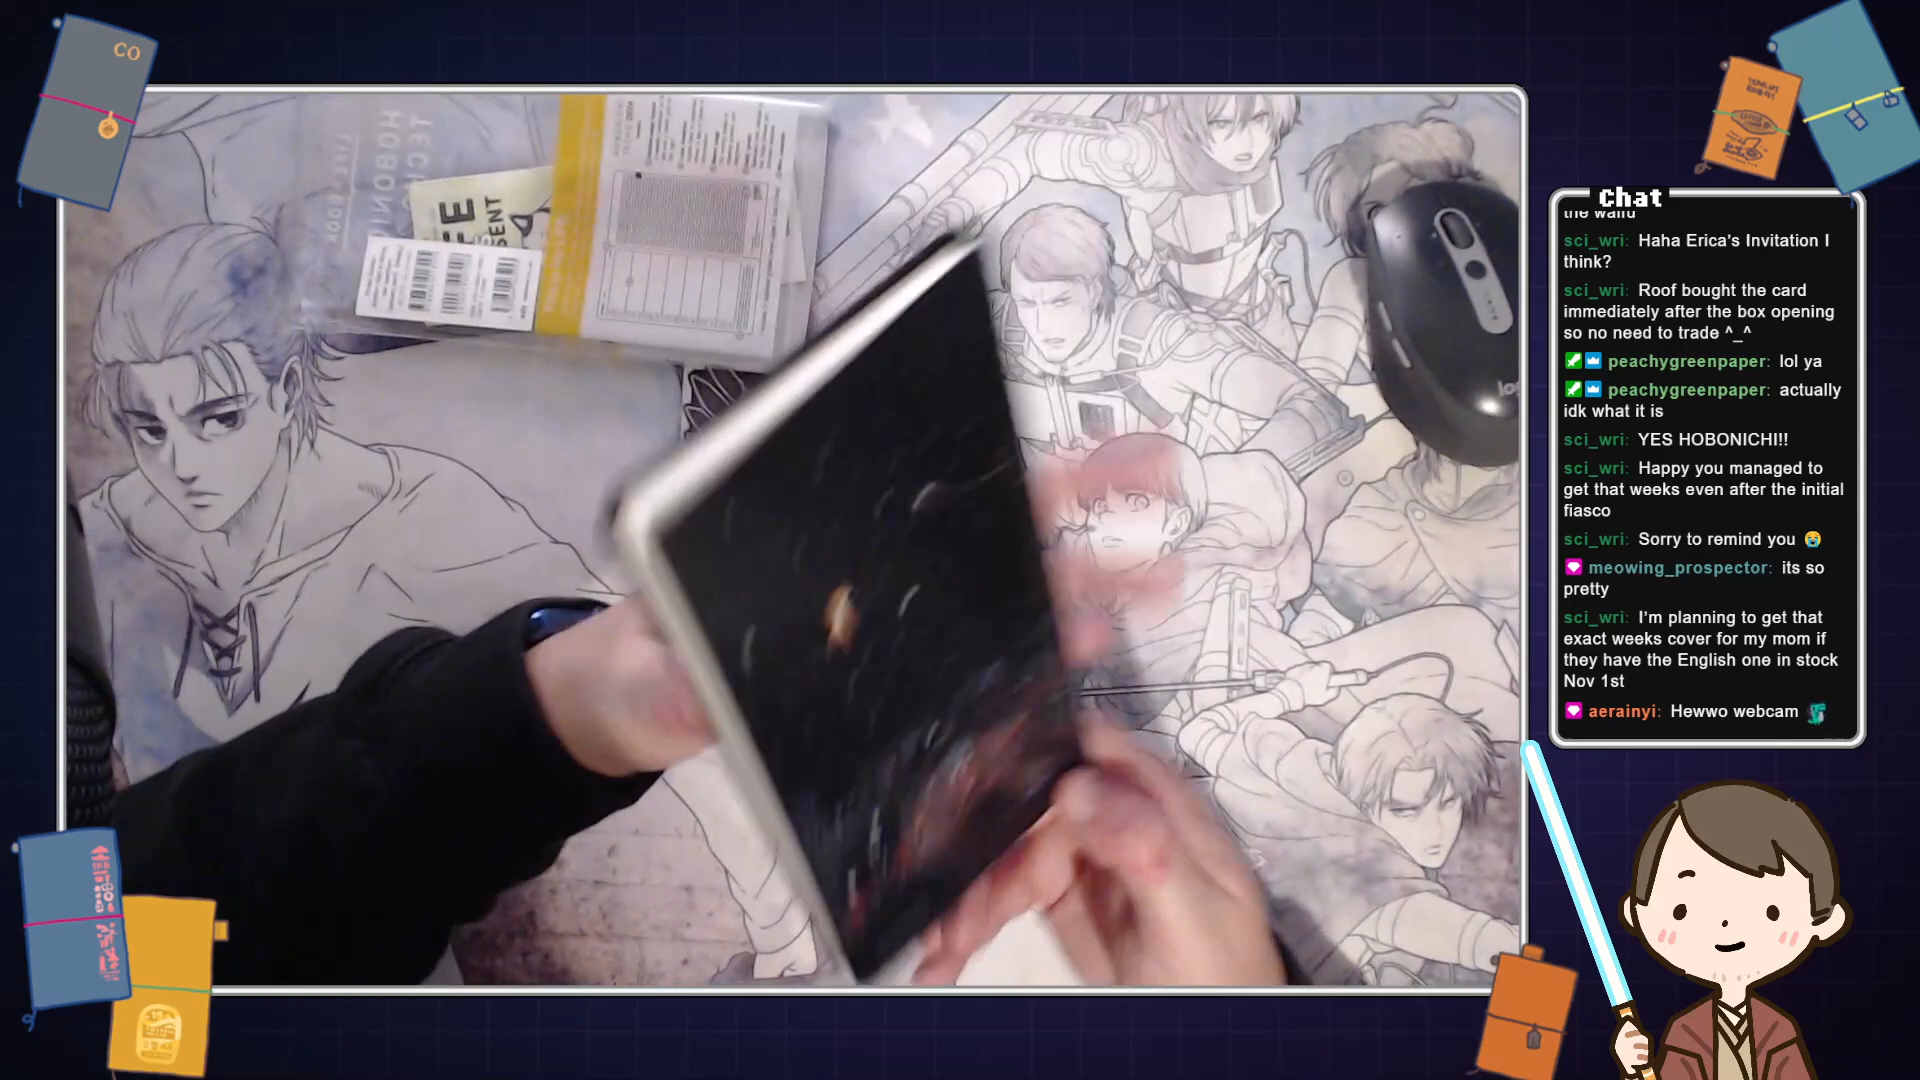 CO
chat
the waifu
sci_wri: Haha Erica's Invitation I
think?
sci_wri: Roof bought the card
immediately after the box opening
so no need to trade ^_^
peachygreenpaper: lol ya
peachygreenpaper: actually
idk what it is
sci_wri: YES HOBONICHI!!
sci_wri: Happy you managed to
get that weeks even after the initial
fiasco
sci_wri: Sorry to remind you 😭
meowing_prospector: its so
pretty
sci_wri: I'm planning to get that
exact weeks cover for my mom if
they have the English one in stock
Nov 1st
aerainyi: Hewwo webcam
TECHO
HOBONI